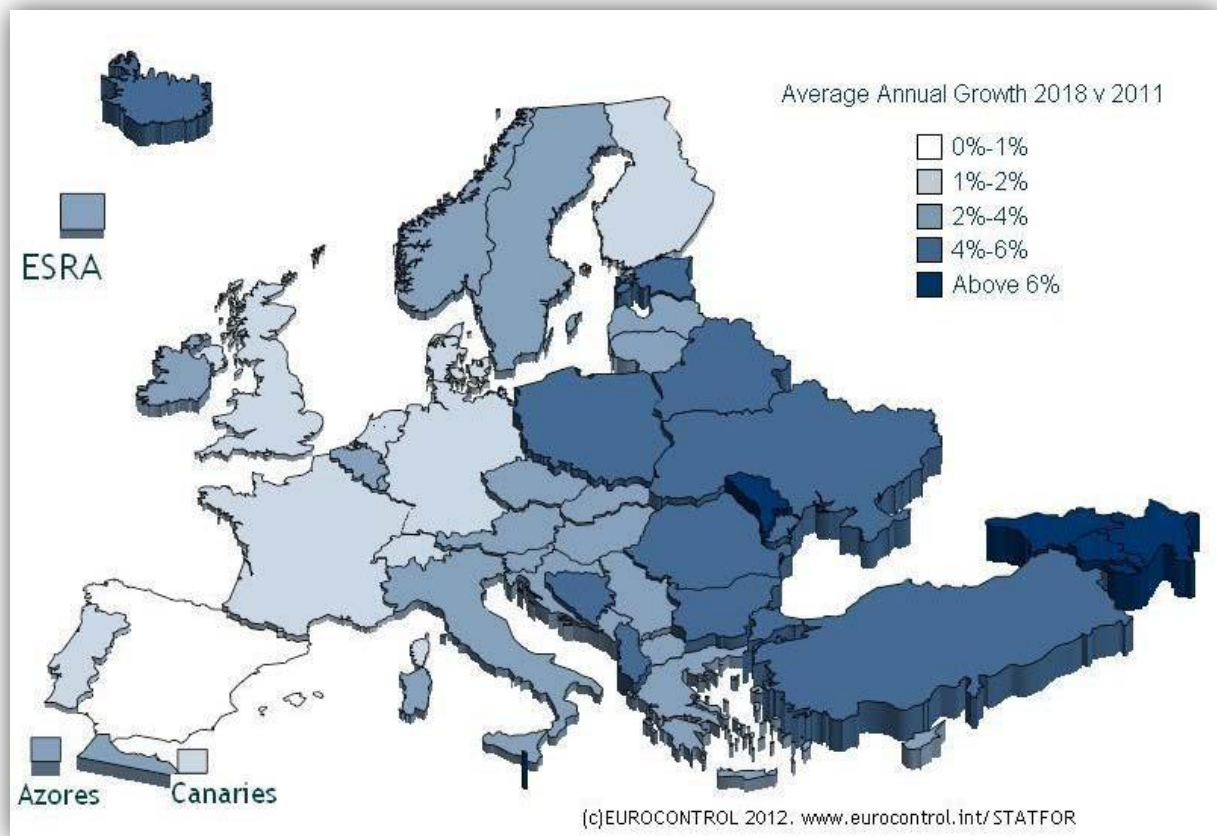 Average Annual Growth 2018 v 2011
0%-1%
1%-2%
2%-4%
4%-6%
Above 6%
ESRA
Azores
Canaries
(c)EUROCONTROL 2012. www.eurocontrol.int/STATFOR